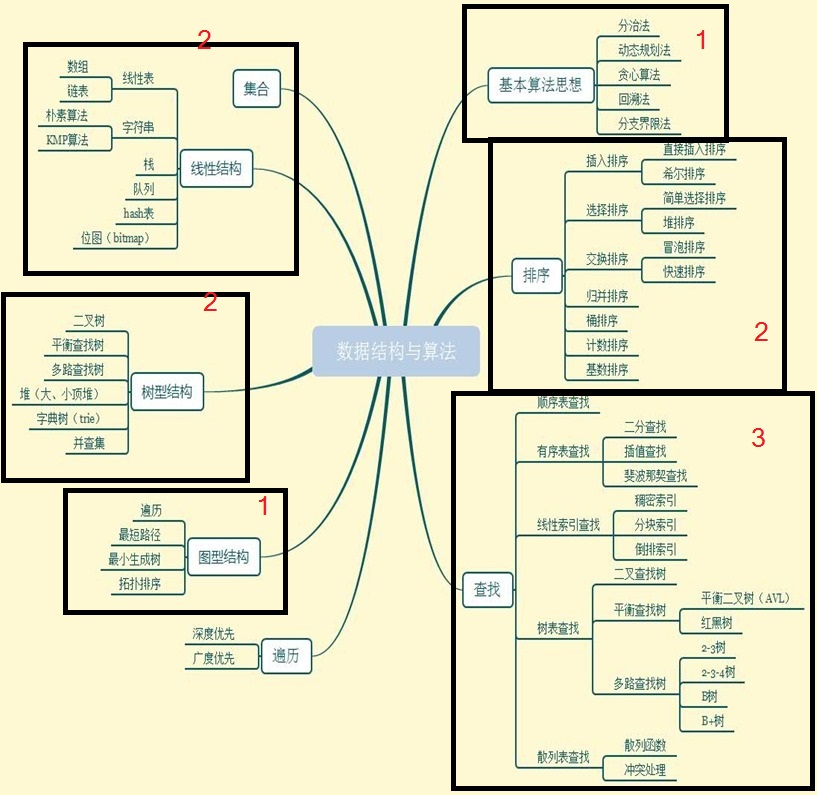 数据结构与算法
1
基本算法思想
分治法
动态规划法
贪心算法
回溯法
分支界限法
2
排序
插入排序
直接插入排序
希尔排序
选择排序
简单选择排序
堆排序
交换排序
冒泡排序
快速排序
归并排序
桶排序
计数排序
基数排序
3
查找
顺序表查找
有序表查找
二分查找
插值查找
斐波那契查找
线性索引查找
稠密索引
分块索引
倒排索引
树表查找
二叉查找树
平衡查找树
平衡二叉树（AVL）
红黑树
多路查找树
2-3树
2-3-4树
B树
B+树
散列表查找
散列函数
冲突处理
2
集合
线性结构
线性表
数组
链表
字符串
朴素算法
KMP算法
栈
队列
hash表
位图（bitmap）
2
树型结构
二叉树
平衡查找树
多路查找树
堆（大、小顶堆）
字典树（trie）
并查集
1
图型结构
遍历
最短路径
最小生成树
拓扑排序
遍历
深度优先
广度优先